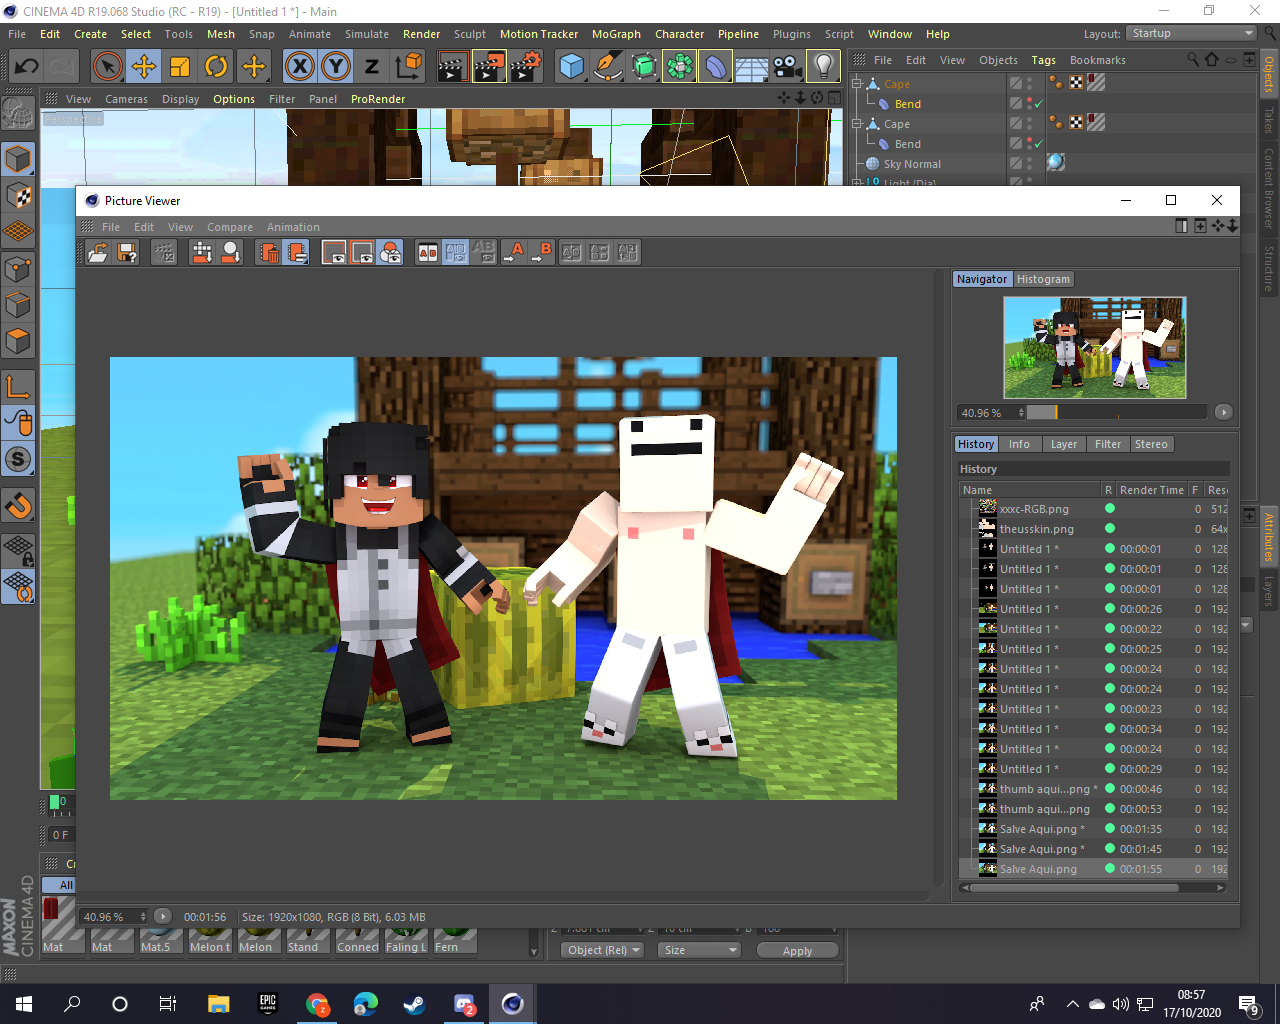 CINEMA 4D R19.068 Studio (RC - R19) - [Untitled 1 *] - Main
File Edit Create Select Tools Mesh Snap Animate Simulate Render Sculpt Motion Tracker MoGraph Character Pipeline Plugins Script Window Help Layout: Startup
File Edit View Objects Tags Bookmarks
View Cameras Display Options Filter Panel ProRender
Perspective
Cape
Bend
Cape
Bend
Sky Normal
Light (Dia)
Objects
Takes
Content Browser
Structure
Attributes
Layers
Picture Viewer
File Edit View Compare Animation
Navigator Histogram
40.96 %
History Info Layer Filter Stereo
History
Name R Render Time F Reso
xxxc-RGB.png 0 512
theusskin.png 0 64x
Untitled 1 * 00:00:01 0 128
Untitled 1 * 00:00:01 0 128
Untitled 1 * 00:00:01 0 128
Untitled 1 * 00:00:26 0 192
Untitled 1 * 00:00:22 0 192
Untitled 1 * 00:00:25 0 192
Untitled 1 * 00:00:24 0 192
Untitled 1 * 00:00:24 0 192
Untitled 1 * 00:00:23 0 192
Untitled 1 * 00:00:34 0 192
Untitled 1 * 00:00:24 0 192
Untitled 1 * 00:00:29 0 192
thumb aqui...png * 00:00:46 0 192
thumb aqui...png 00:00:53 0 192
Salve Aqui.png * 00:01:35 0 192
Salve Aqui.png * 00:01:45 0 192
Salve Aqui.png 00:01:55 0 192
0
0 F
All
40.96 % 00:01:56 Size: 1920x1080, RGB (8 Bit), 6.03 MB
Mat Mat Mat.5 Melon t Melon Stand Connect Faling L Fern
Object (Rel) Size Apply
MAXON
CINEMA 4D
EPIC GAMES
2
08:57
17/10/2020
9